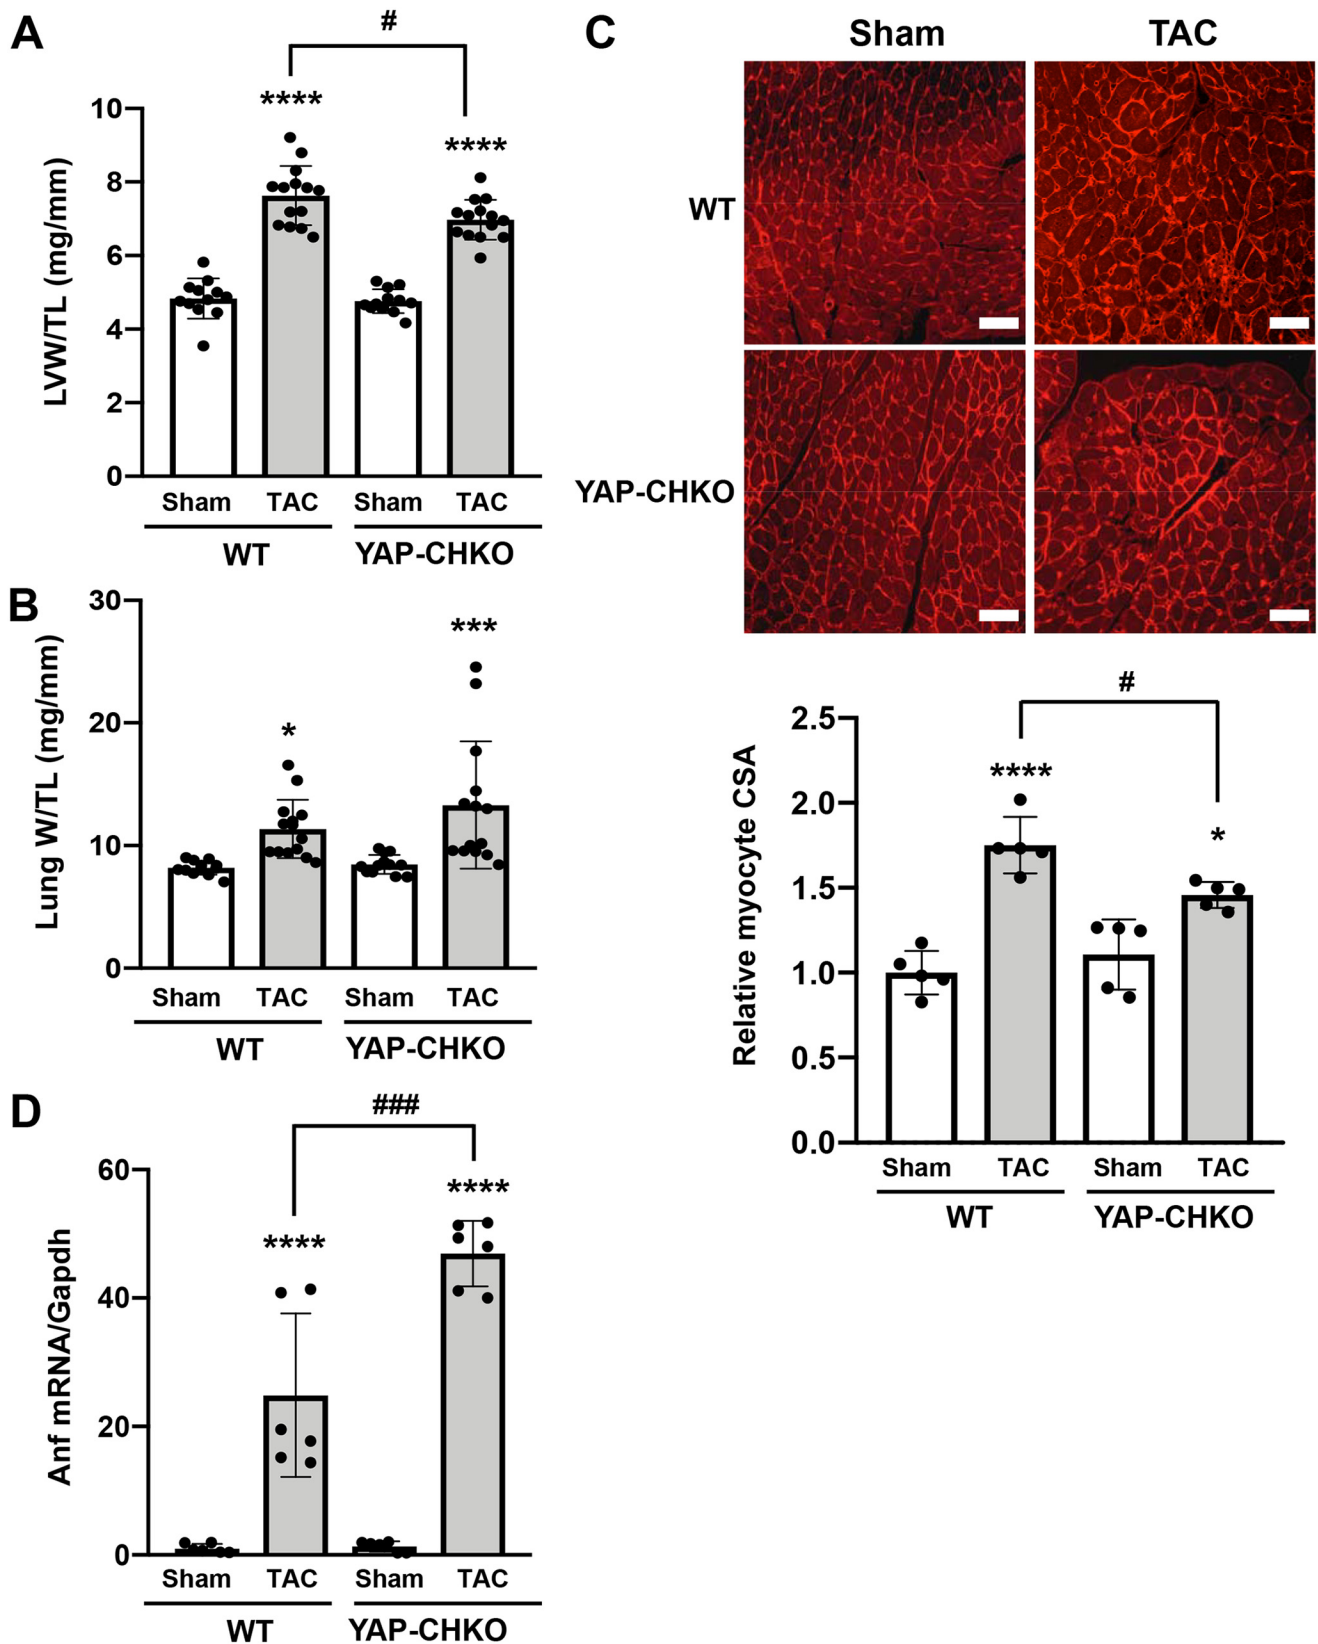 A
#
****
****
10
8
6
4
2
0
LVW/TL (mg/mm)
Sham TAC Sham TAC
WT YAP-CHKO
B
***
*
30
20
10
0
Lung W/TL (mg/mm)
Sham TAC Sham TAC
WT YAP-CHKO
C
Sham TAC
WT
YAP-CHKO
#
****
*
2.5
2.0
1.5
1.0
0.5
0.0
Relative myocyte CSA
Sham TAC Sham TAC
WT YAP-CHKO
D
###
****
****
60
40
20
0
Anf mRNA/Gapdh
Sham TAC Sham TAC
WT YAP-CHKO